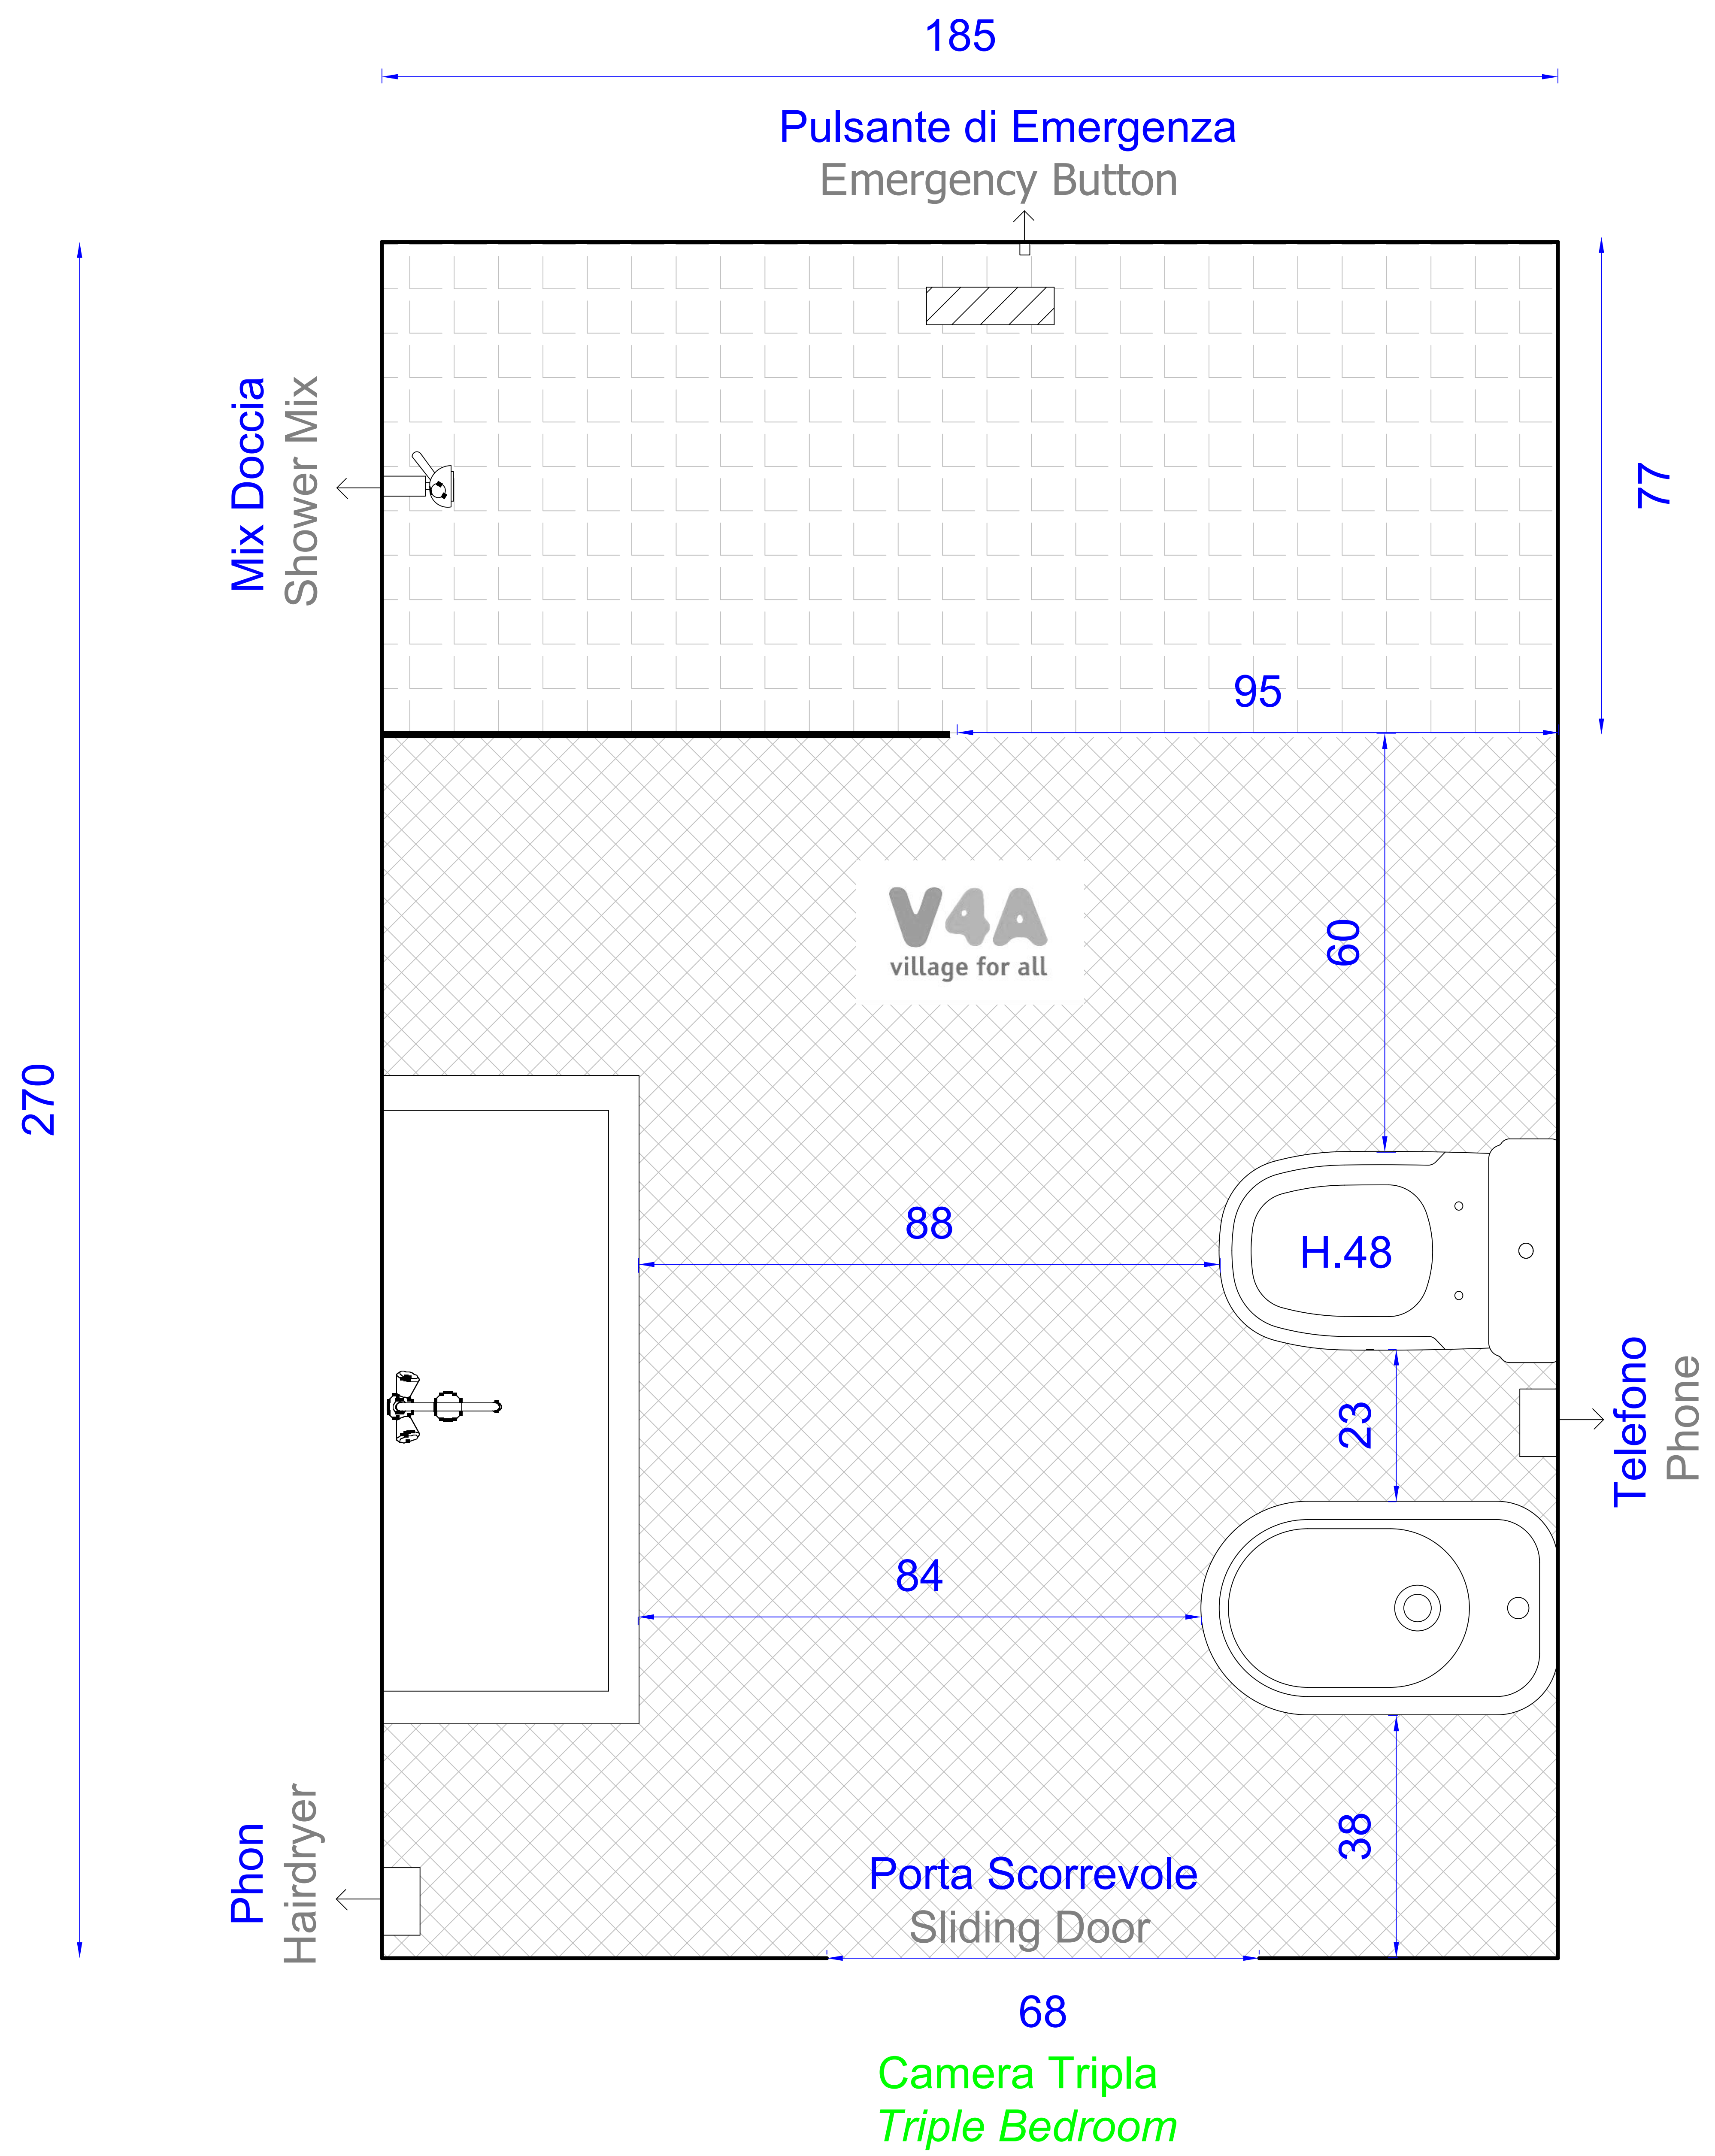 185
Pulsante di Emergenza
Emergency Button
Mix Doccia
Shower Mix
77
95
V4A
village for all
60
270
88
H.48
23
Telefono
Phone
84
38
Phon
Hairdryer
Porta Scorrevole
Sliding Door
68
Camera Tripla
Triple Bedroom